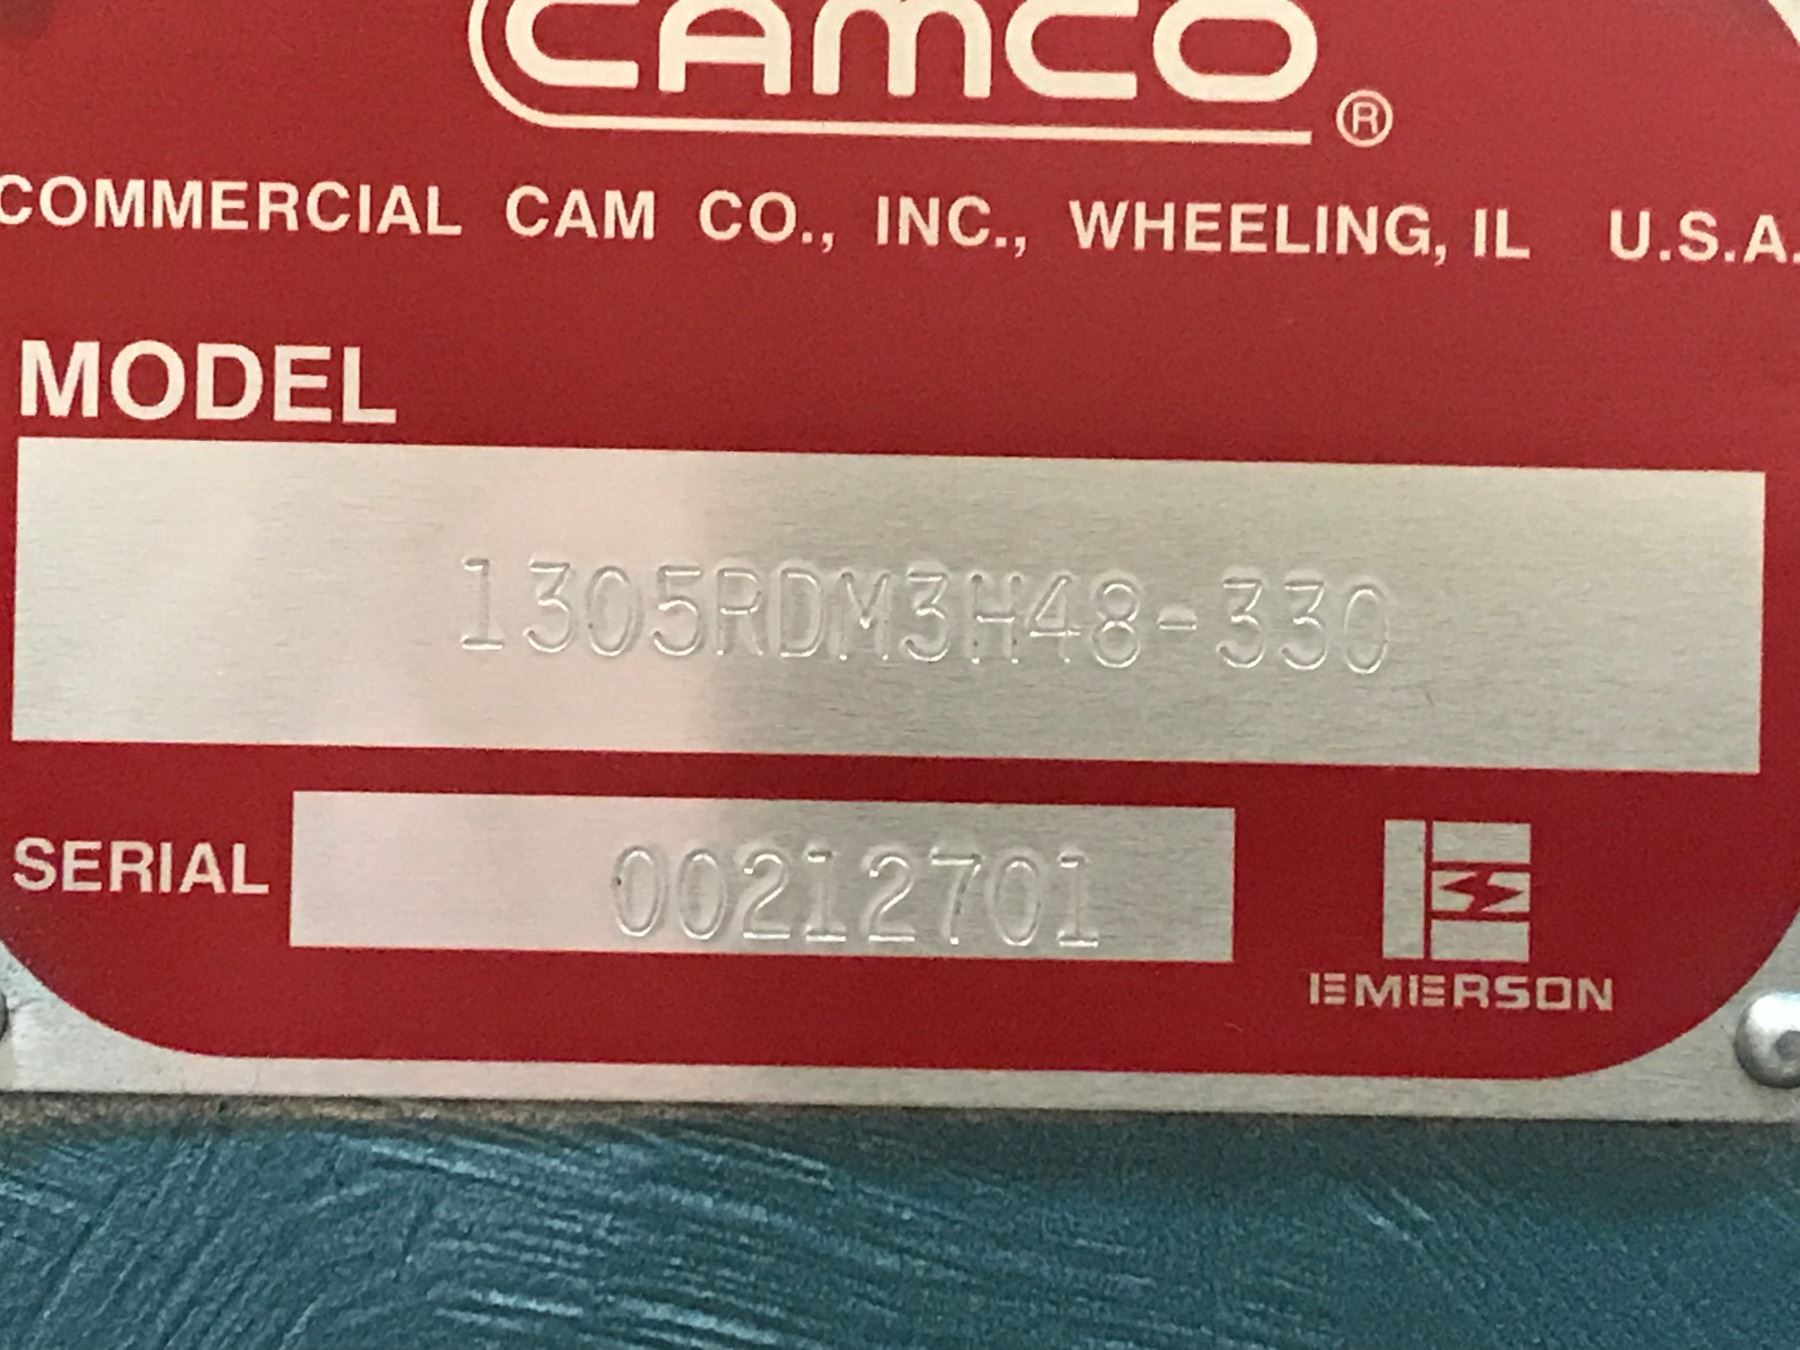 CAMCO®
COMMERCIAL CAM CO., INC., WHEELING, IL U.S.A.
MODEL
1305RDM3H48-330
SERIAL 00212701
EMERSON